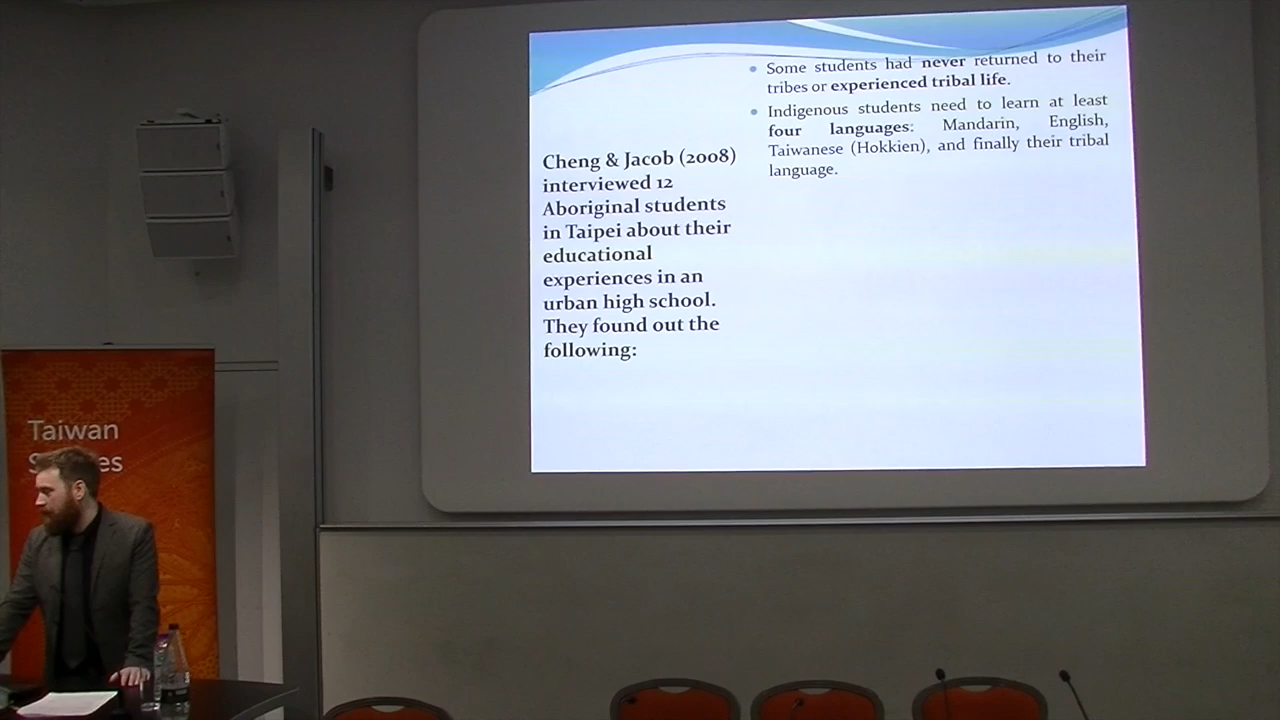 Cheng & Jacob (2008)
interviewed 12
Aboriginal students
in Taipei about their
educational
experiences in an
urban high school.
They found out the
following:
Some students had never returned to their
tribes or experienced tribal life.
Indigenous students need to learn at least
four languages: Mandarin, English,
Taiwanese (Hokkien), and finally their tribal
language.
Taiwan